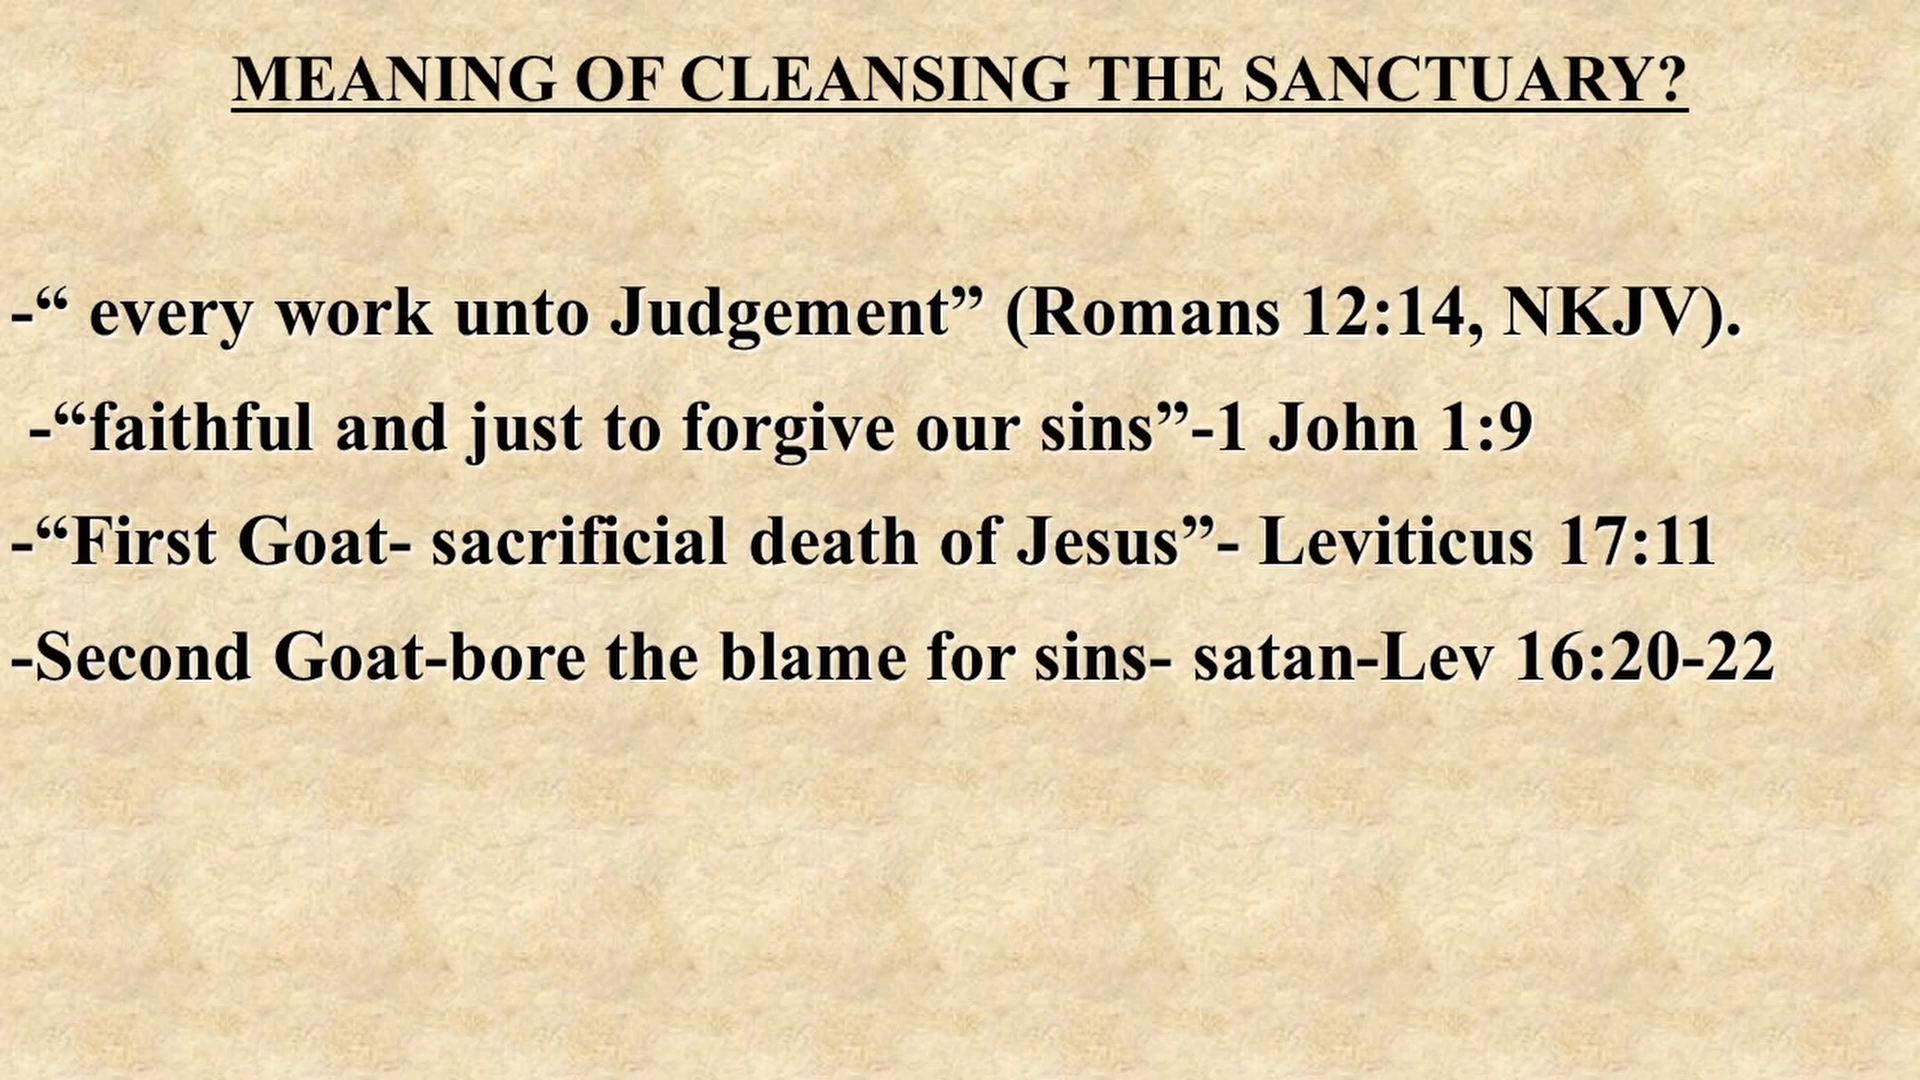 MEANING OF CLEANSING THE SANCTUARY?
-“ every work unto Judgement” (Romans 12:14, NKJV).
-“faithful and just to forgive our sins”-1 John 1:9
-“First Goat- sacrificial death of Jesus”- Leviticus 17:11
-Second Goat-bore the blame for sins- satan-Lev 16:20-22